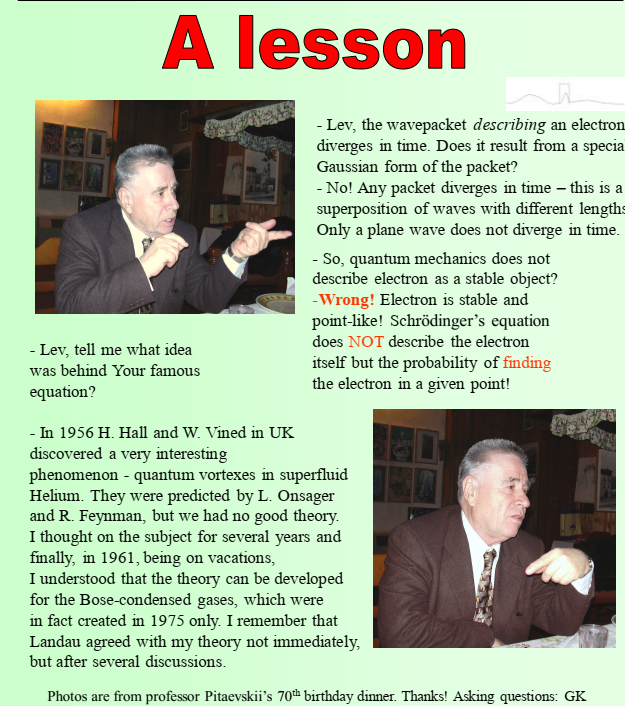 A lesson
- Lev, the wavepacket describing an electron
diverges in time. Does it result from a specia
Gaussian form of the packet?
- No! Any packet diverges in time – this is a
superposition of waves with different lengths
Only a plane wave does not diverge in time.
- So, quantum mechanics does not
describe electron as a stable object?
-Wrong! Electron is stable and
point-like! Schrödinger's equation
does NOT describe the electron
itself but the probability of finding
the electron in a given point!
- Lev, tell me what idea
was behind Your famous
equation?
- In 1956 H. Hall and W. Vined in UK
discovered a very interesting
phenomenon - quantum vortexes in superfluid
Helium. They were predicted by L. Onsager
and R. Feynman, but we had no good theory.
I thought on the subject for several years and
finally, in 1961, being on vacations,
I understood that the theory can be developed
for the Bose-condensed gases, which were
in fact created in 1975 only. I remember that
Landau agreed with my theory not immediately,
but after several discussions.
Photos are from professor Pitaevskii's 70th birthday dinner. Thanks! Asking questions: GK